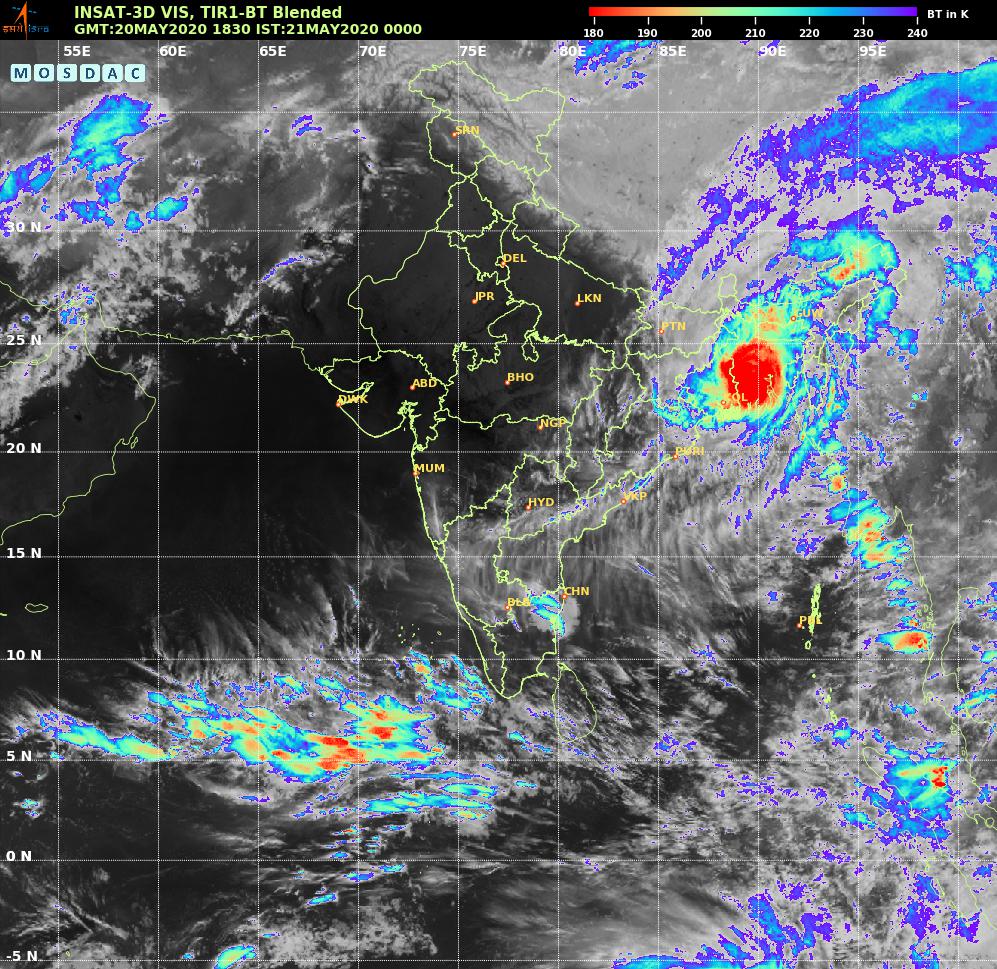 INSAT-3D VIS, TIR1-BT Blended
GMT:20MAY2020 1830 IST:21MAY2020 0000
BT in K
180 190 200 210 220 230 240
55E 60E 65E 70E 75E 80E 85E 90E 95E
MOSDAC
SRN
30 N
DEL
JPR LKN
GUW
PTN
25 N
BHO
ABD
DWK KOL
NGP
20 N PURI
MUM
HYD VKP
15 N
BLG CHN
PBL
10 N
5 N
0 N
-5 N